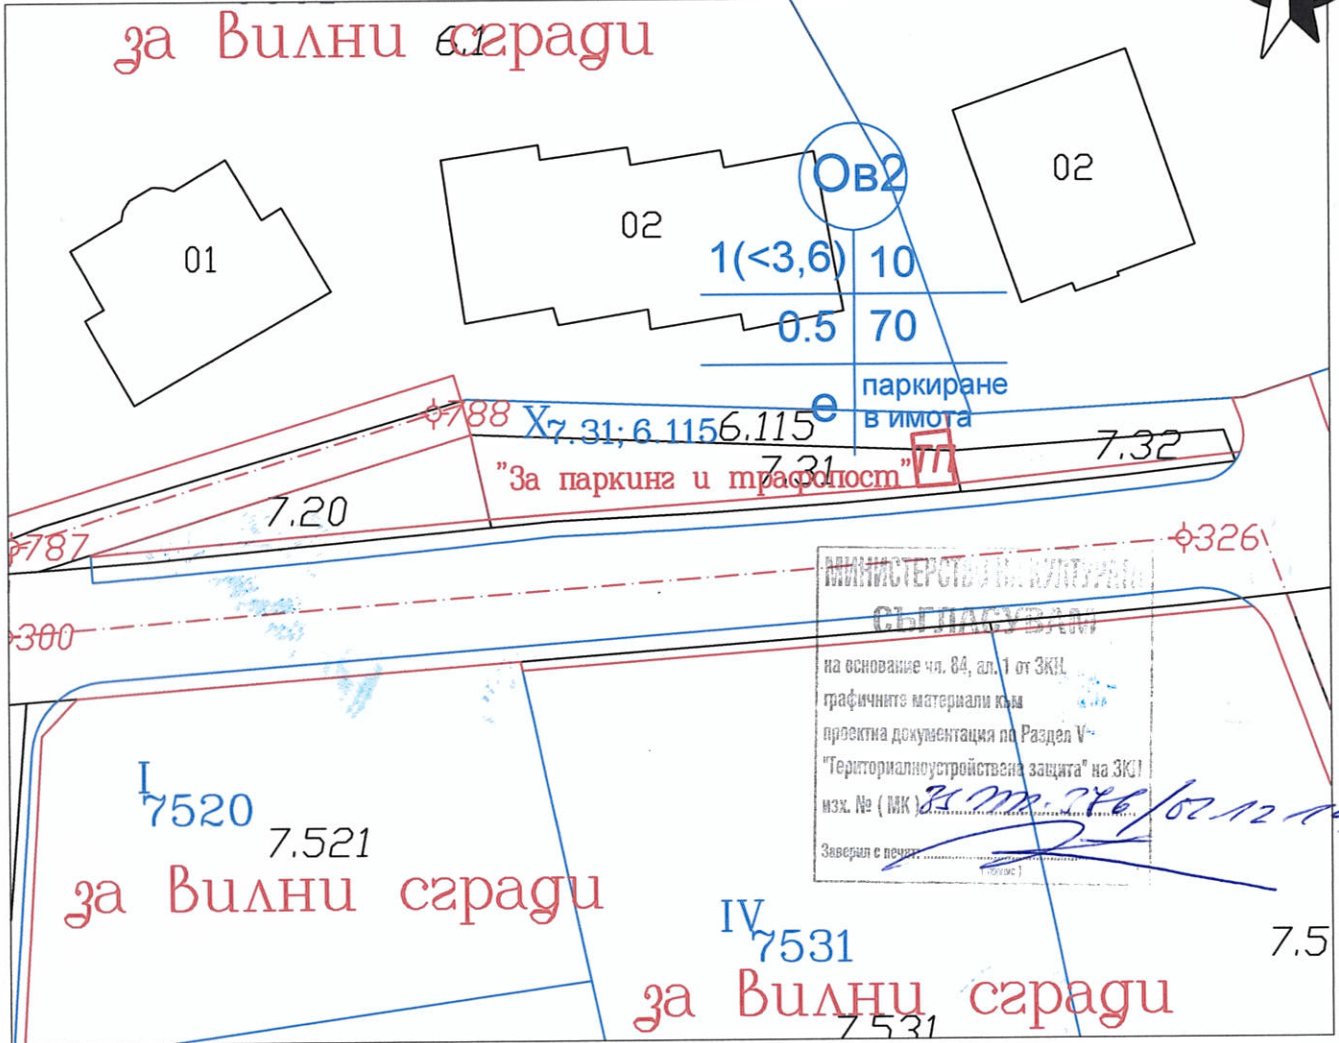 за вилни сгради
6.1
01
02
02
Ов2
1(<3,6) 10
0.5 70
е паркиране
в имота
788
X7.31; 6.115
6.115
7.31
"За паркинг и трафопост"
ТП
7.32
7.20
787
326
300
МИНИСТЕРСТВО НА КУЛТУРАТА
СЪГЛАСУВАМ
на основание чл. 84, ал. 1 от ЗКН
графичните материали към
проектна документация по Раздел V
"Териториалноустройствена защита" на ЗКН
изх. № (МК)
Заверил с печат:
I 7520
7.521
за вилни сгради
IV 7531
7.5
за вилни сгради
7.531